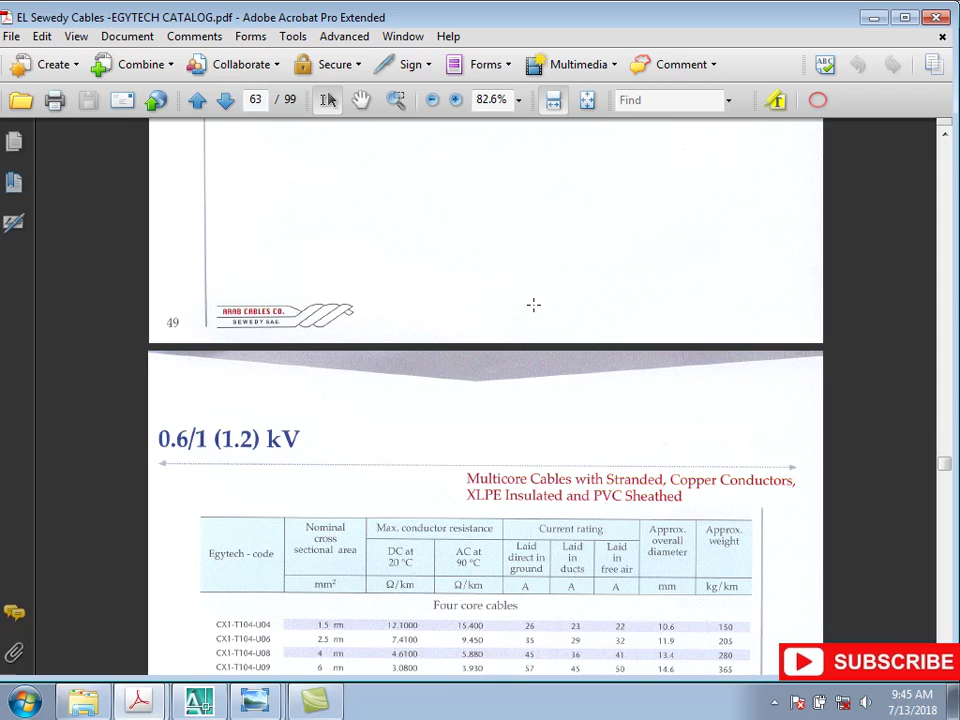 EL Sewedy Cables -EGYTECH CATALOG.pdf - Adobe Acrobat Pro Extended
File Edit View Document Comments Forms Tools Advanced Window Help
Create Combine Collaborate Secure Sign Forms Multimedia Comment
63 / 99 82.6% Find
ARAB CABLES CO.
SEWEDY S.A.E.
49
0.6/1 (1.2) kV
Multicore Cables with Stranded, Copper Conductors,
XLPE Insulated and PVC Sheathed
Egytech - code Nominal cross sectional area Max. conductor resistance Current rating Approx. overall diameter Approx. weight
DC at 20 °C AC at 90 °C Laid direct in ground Laid in ducts Laid in free air
mm² Ω/km Ω/km A A A mm kg/km
Four core cables
CX1-T104-U04 1.5 rm 12.1000 15.400 26 23 22 10.6 150
CX1-T104-U06 2.5 rm 7.4100 9.450 35 29 32 11.9 205
CX1-T104-U08 4 rm 4.6100 5.880 45 36 41 13.4 280
CX1-T104-U09 6 rm 3.0800 3.930 57 45 50 14.6 365
SUBSCRIBE
9:45 AM
7/13/2018